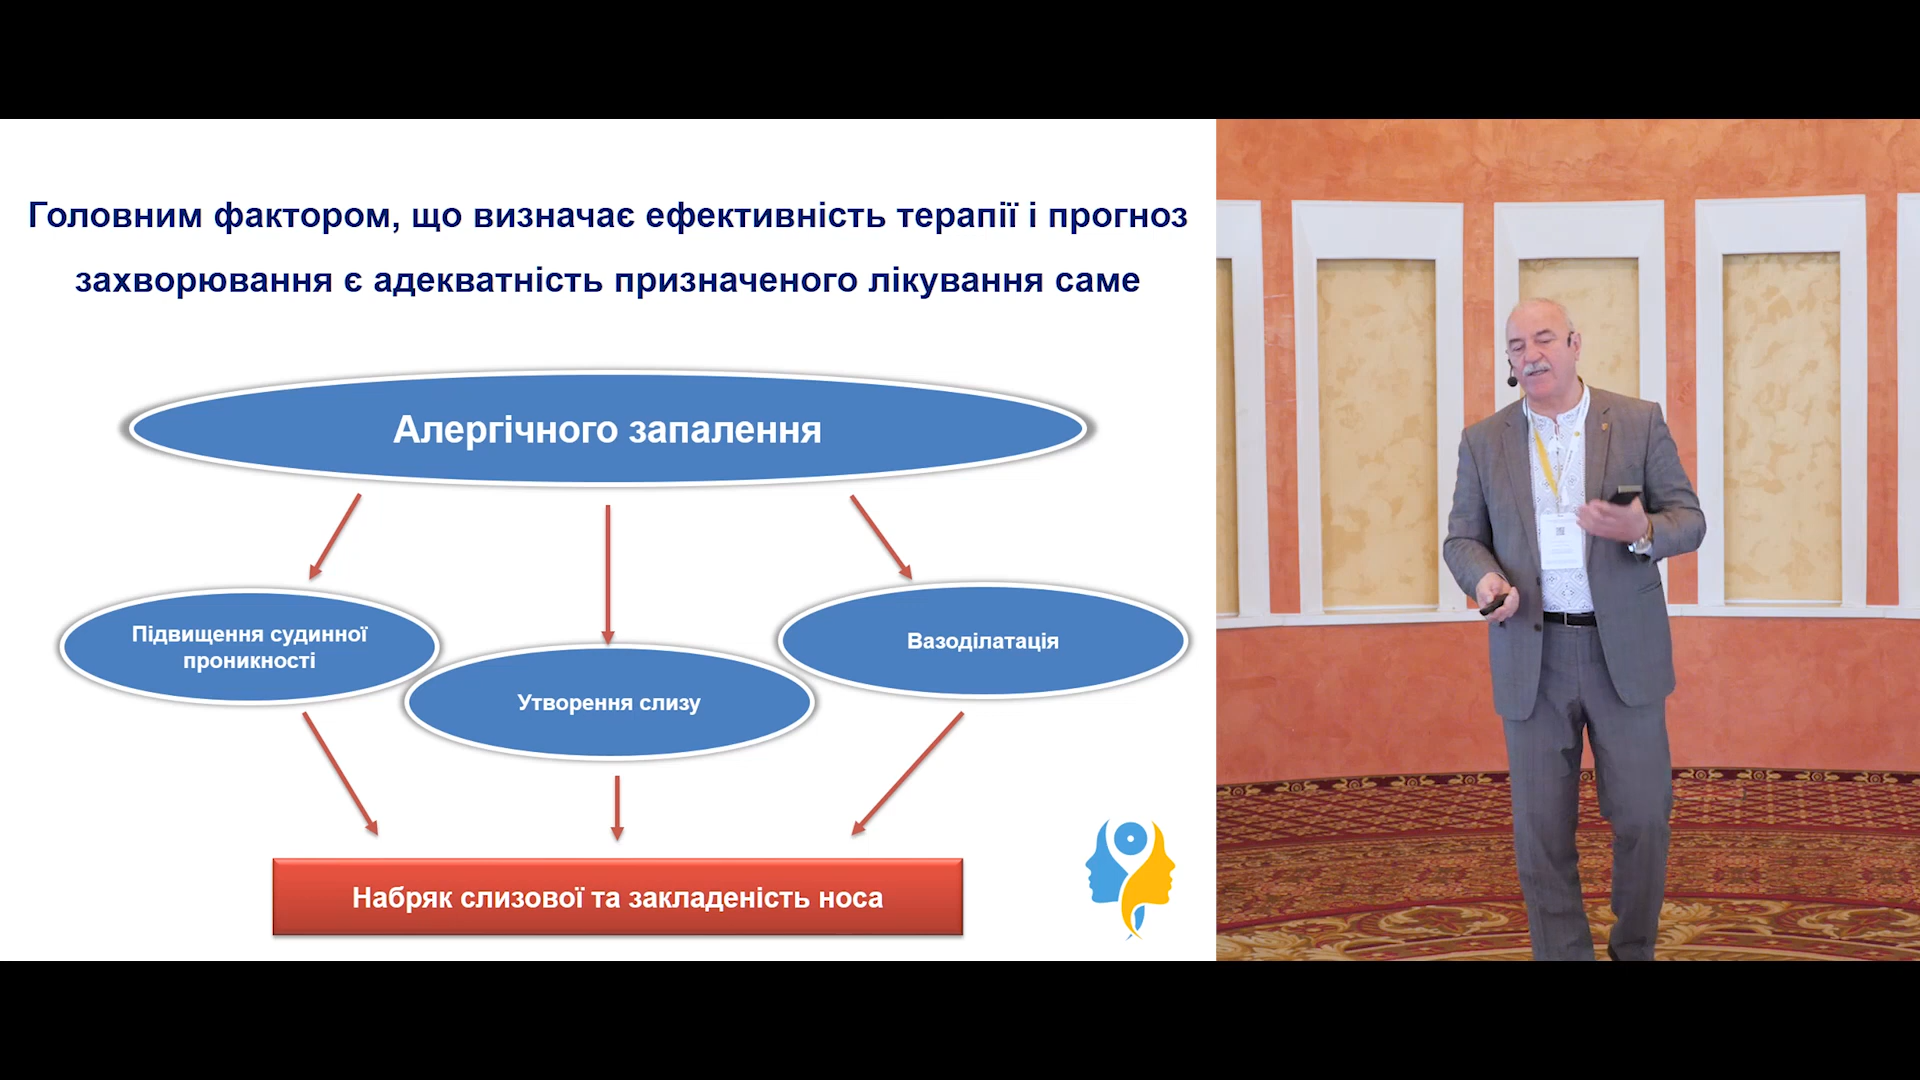 Головним фактором, що визначає ефективність терапії і прогноз
захворювання є адекватність призначеного лікування саме
Алергічного запалення
Підвищення судинної
проникності
Утворення слизу
Вазоділатація
Набряк слизової та закладеність носа